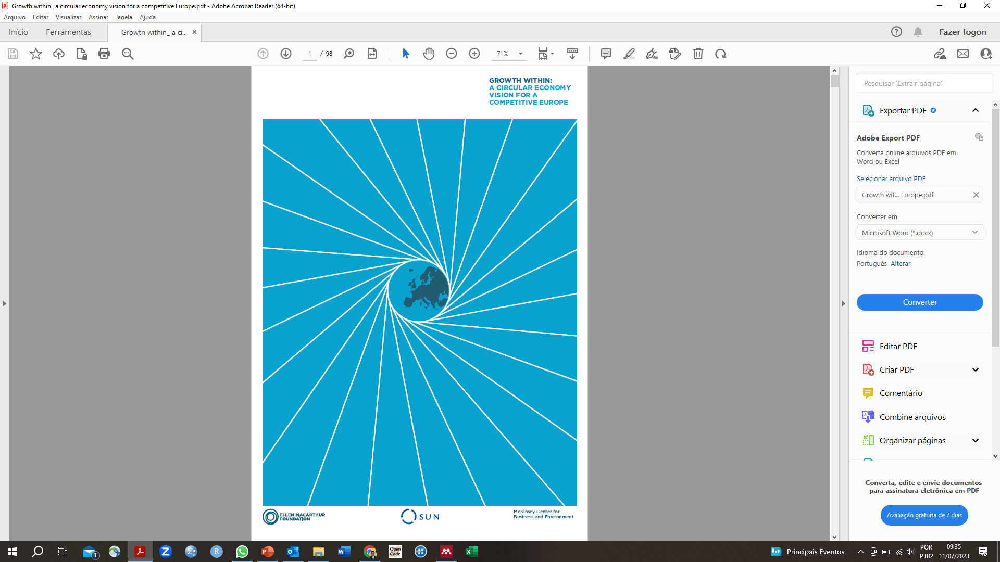 Growth within_ a circular economy vision for a competitive Europe.pdf - Adobe Acrobat Reader (64-bit)
Arquivo Editar Visualizar Assinar Janela Ajuda
Início Ferramentas Growth within_ a ci... Fazer logon
1 / 98 71%
GROWTH WITHIN:
A CIRCULAR ECONOMY
VISION FOR A
COMPETITIVE EUROPE
ELLEN MACARTHUR
FOUNDATION
SUN
McKinsey Center for
Business and Environment
Pesquisar 'Extrair página'
Exportar PDF
Adobe Export PDF
Converta online arquivos PDF em
Word ou Excel
Selecionar arquivo PDF
Growth wit... Europe.pdf
Converter em
Microsoft Word (*.docx)
Idioma do documento:
Português Alterar
Converter
Editar PDF
Criar PDF
Comentário
Combine arquivos
Organizar páginas
Converta, edite e envie documentos
para assinatura eletrônica em PDF
Avaliação gratuita de 7 dias
1
Open
Code
Principais Eventos
POR
PTB2
09:35
11/07/2023